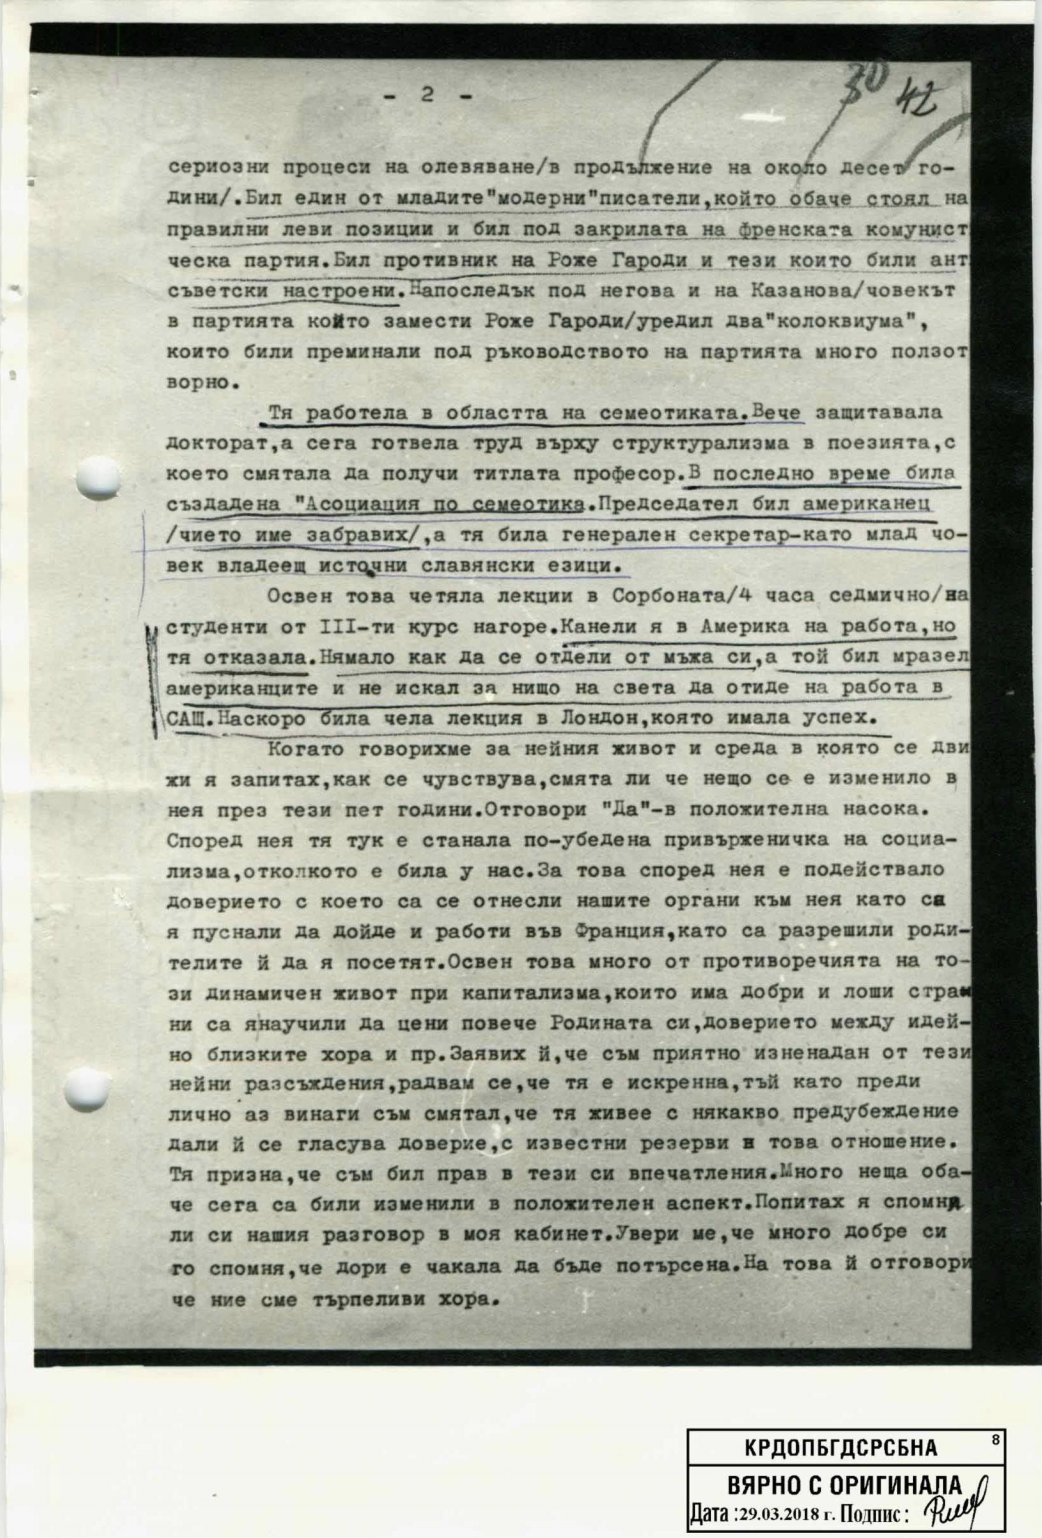 - 2 -
30 42
сериозни процеси на олевяване/в продължение на около десет го-
дини/.Бил един от младите"модерни"писатели,който обаче стоял на
правилни леви позиции и бил под закрилата на френската комунист
ческа партия.Бил противник на Роже Гароди и тези които били ант
съветски настроени.Напоследък под негова и на Казанова/човекът
в партията който замести Роже Гароди/уредил два"колоквиума",
които били преминали под ръководството на партията много ползот
ворно.
Тя работела в областта на семеотиката.Вече защитавала
докторат,а сега готвела труд върху структурализма в поезията,с
което смятала да получи титлата професор.В последно време била
създадена "Асоциация по семеотика.Председател бил американец
/чието име забравих/,а тя била генерален секретар-като млад чо-
век владеещ източни славянски езици.
Освен това четяла лекции в Сорбоната/4 часа седмично/на
студенти от III-ти курс нагоре.Канели я в Америка на работа,но
тя отказала.Нямало как да се отдели от мъжа си,а той бил мразел
американците и не искал за нищо на света да отиде на работа в
САЩ.Наскоро била чела лекция в Лондон,която имала успех.
Когато говорихме за нейния живот и среда в която се дви
жи я запитах,как се чувствува,смята ли че нещо се е изменило в
нея през тези пет години.Отговори "Да"-в положителна насока.
Според нея тя тук е станала по-убедена привърженичка на социа-
лизма,отколкото е била у нас.За това според нея е подействало
доверието с което са се отнесли нашите органи към нея като са
я пуснали да дойде и работи във Франция,като са разрешили роди-
телите й да я посетят.Освен това много от противоречията на то-
зи динамичен живот при капитализма,които има добри и лоши стран
ни са янаучили да цени повече Родината си,доверието между идей-
но близките хора и пр.Заявих й,че съм приятно изненадан от тези
нейни разсъждения,радвам се,че тя е искренна,тъй като преди
лично аз винаги съм смятал,че тя живее с някакво предубеждение
дали й се гласува доверие,с известни резерви в това отношение.
Тя призна,че съм бил прав в тези си впечатления.Много неща оба-
че сега са били изменили в положителен аспект.Попитах я спомня
ли си нашия разговор в моя кабинет.Увери ме,че много добре си
го спомня,че дори е чакала да бъде потърсена.На това й отговори
че ние сме търпеливи хора.
КРДОПБГДСРСБНА 8
ВЯРНО С ОРИГИНАЛА
Дата :29.03.2018 г. Подпис :